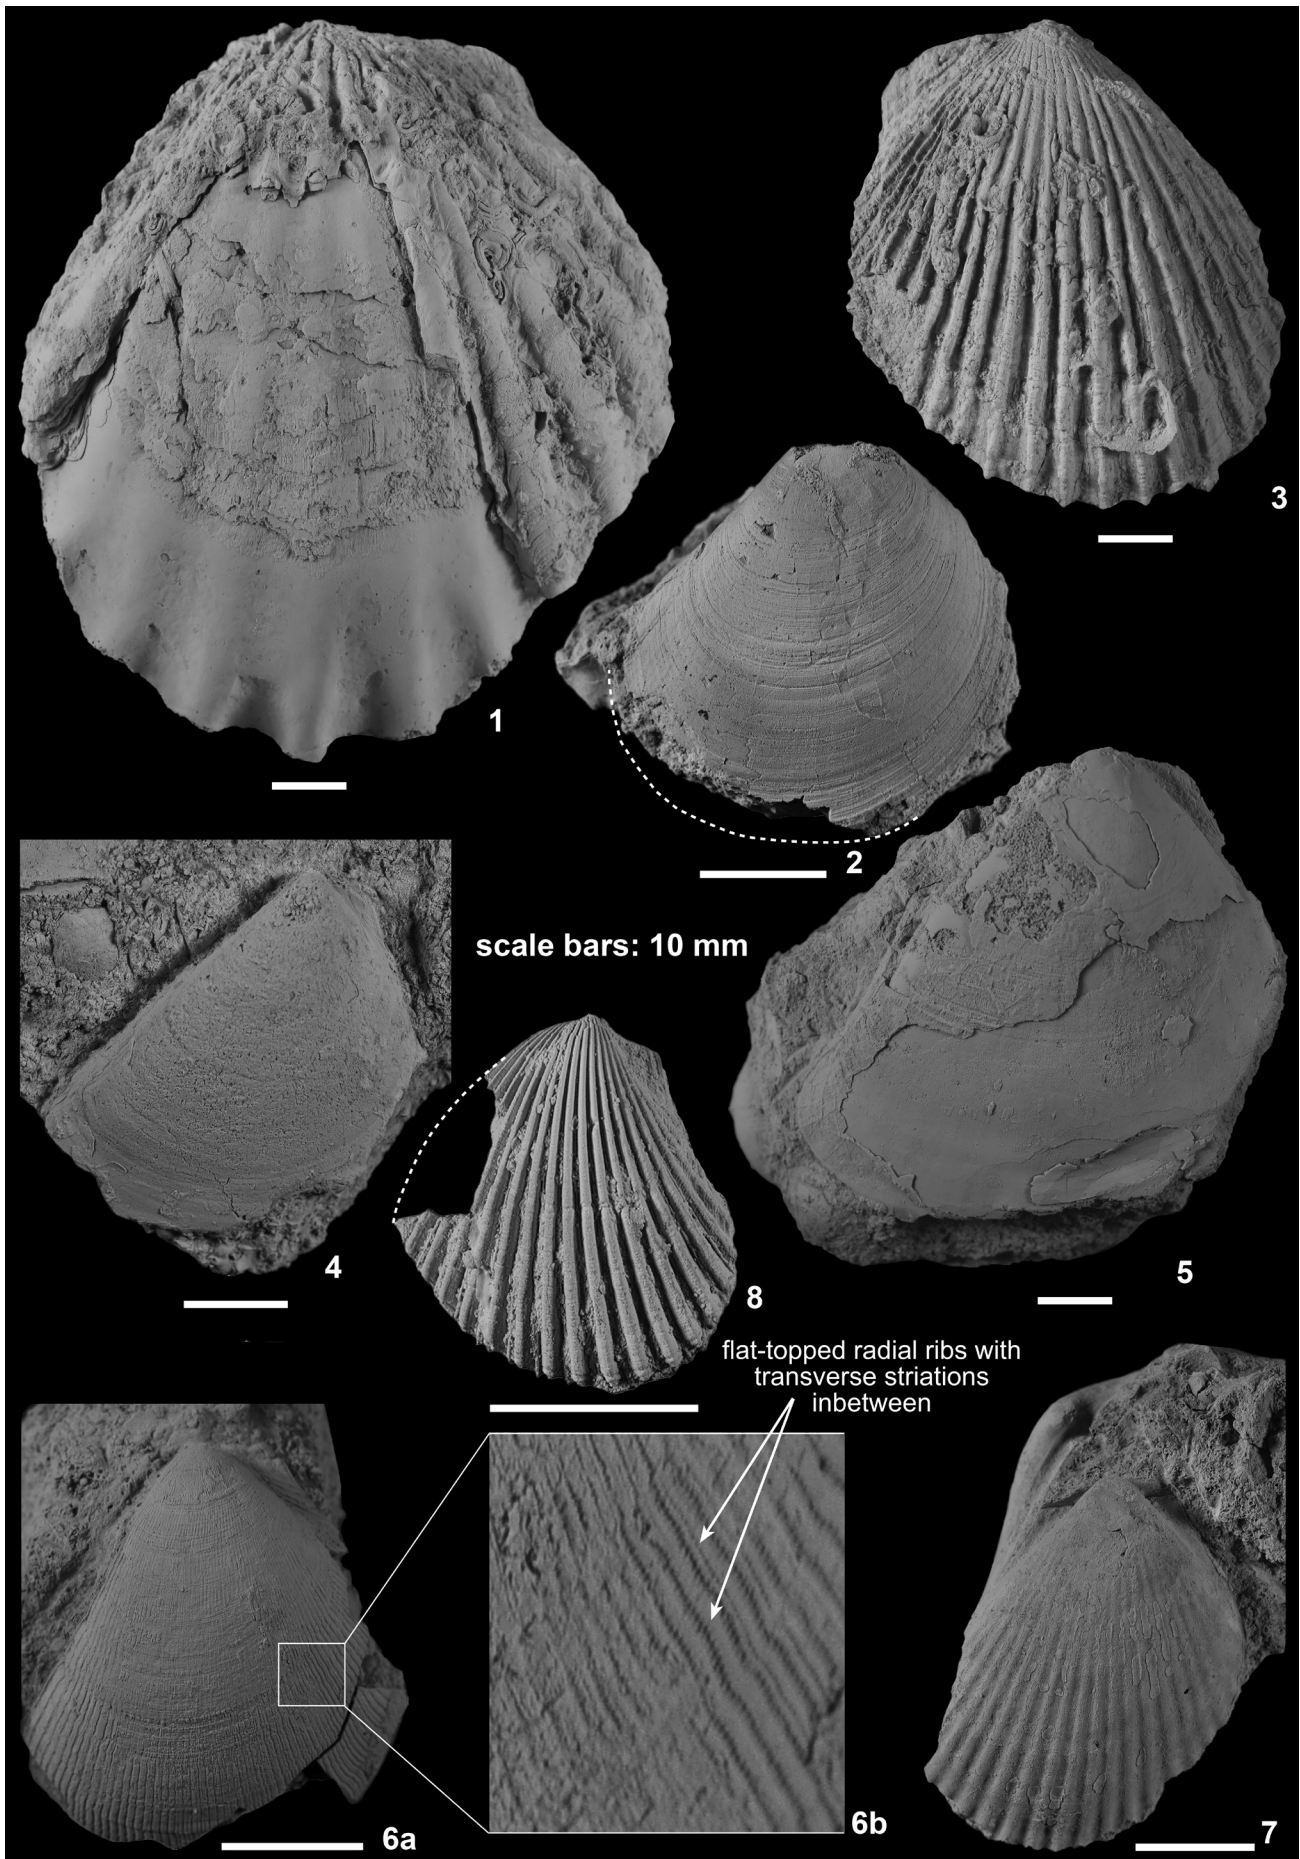 3
1
2
scale bars: 10 mm
4
5
8
flat-topped radial ribs with
transverse striations
inbetween
6a
6b
7